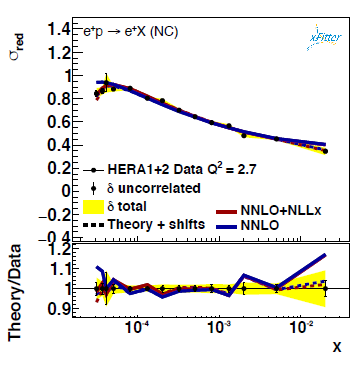 σred
1.4
e⁺p → e⁺X (NC)
xFitter
1.2
1
0.8
0.6
0.4
0.2
HERA1+2 Data Q² = 2.7
0
δ uncorrelated
−0.2
δ total
NNLO+NLLx
Theory + shifts
NNLO
−0.4
Theory/Data
1.2
1.1
1
0.9
10⁻⁴
10⁻³
10⁻²
x